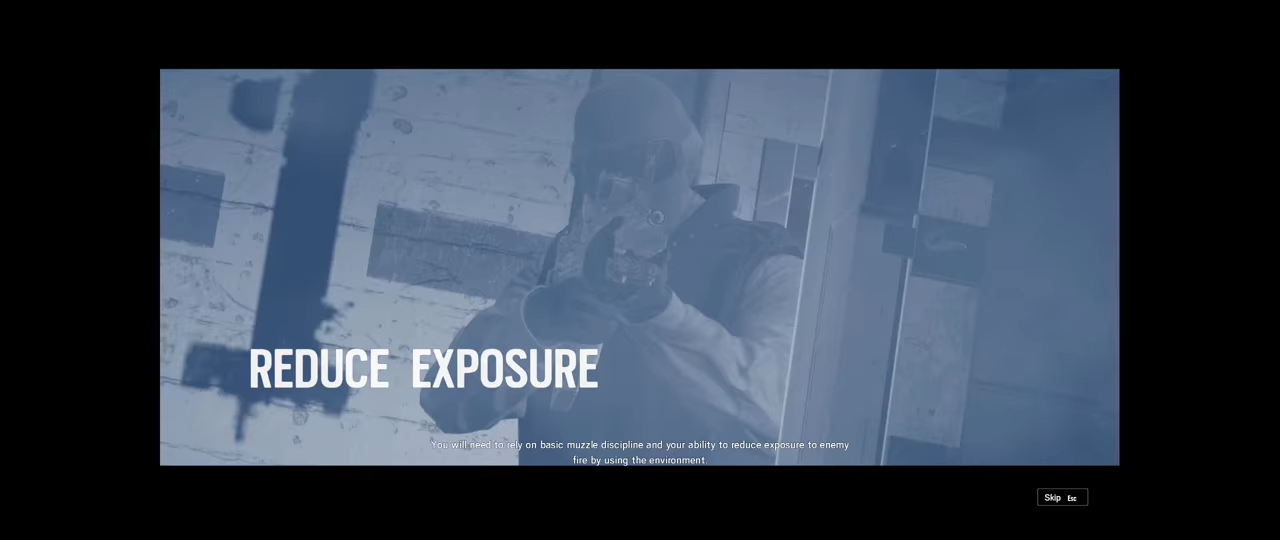 REDUCE EXPOSURE
You will need to rely on basic muzzle discipline and your ability to reduce exposure to enemy
fire by using the environment.
Skip Esc